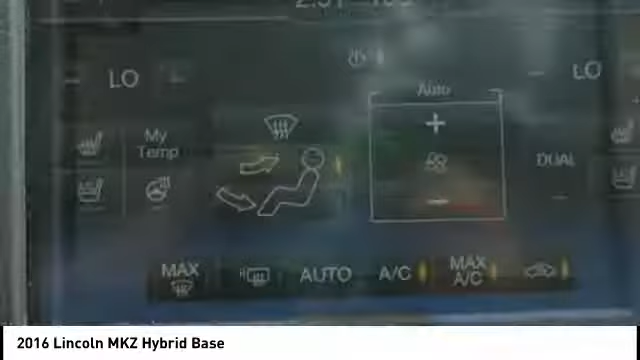 LO
LO
Auto
My
Temp
DUAL
MAX
AUTO
A/C
MAX
A/C
2016 Lincoln MKZ Hybrid Base